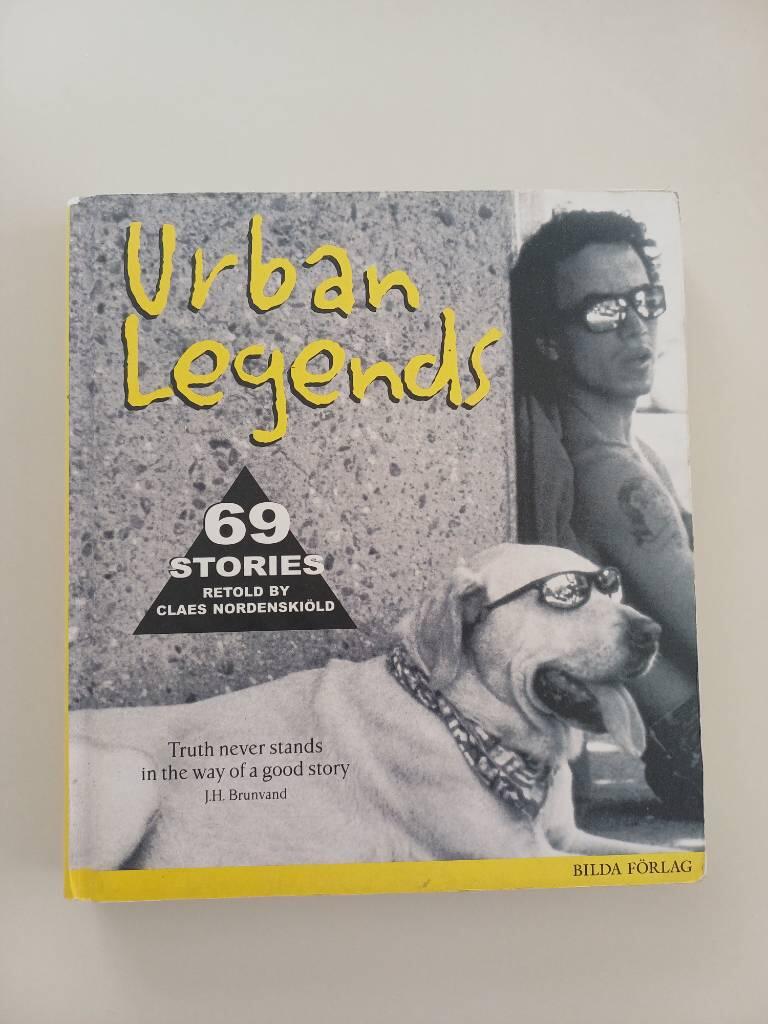 Urban
Legends
69
STORIES
RETOLD BY
CLAES NORDENSKIÖLD
Truth never stands
in the way of a good story
J.H. Brunvand
BILDA FÖRLAG